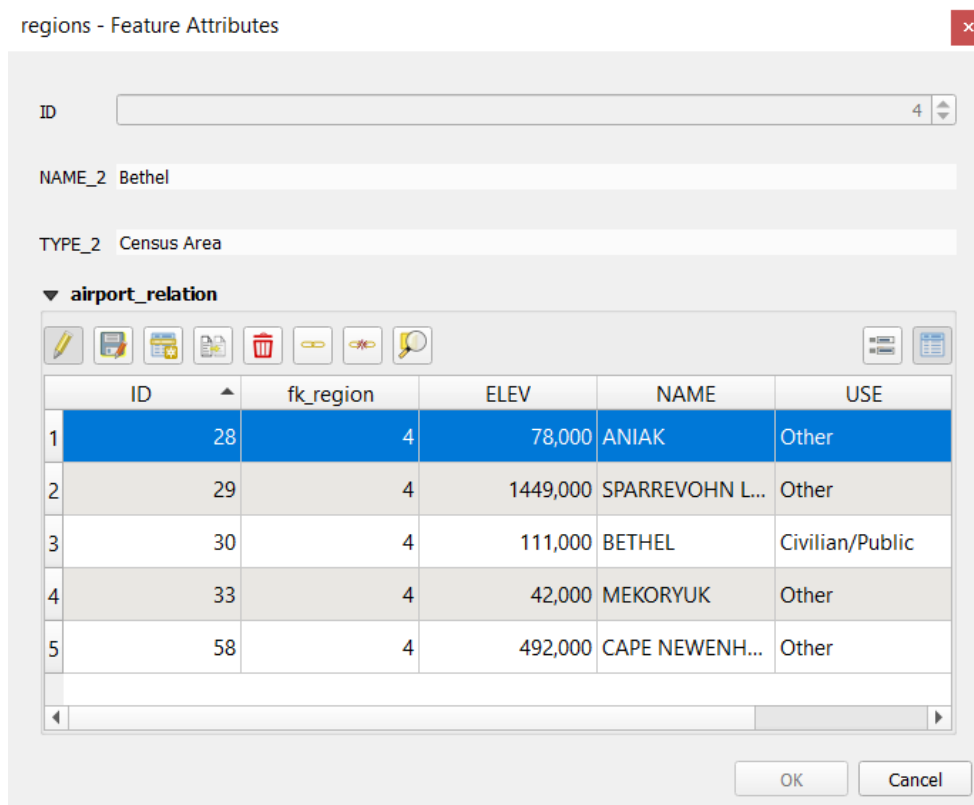 regions - Feature Attributes
ID 4
NAME_2 Bethel
TYPE_2 Census Area
airport_relation
ID fk_region ELEV NAME USE
1 28 4 78,000 ANIAK Other
2 29 4 1449,000 SPARREVOHN L... Other
3 30 4 111,000 BETHEL Civilian/Public
4 33 4 42,000 MEKORYUK Other
5 58 4 492,000 CAPE NEWENH... Other
OK Cancel